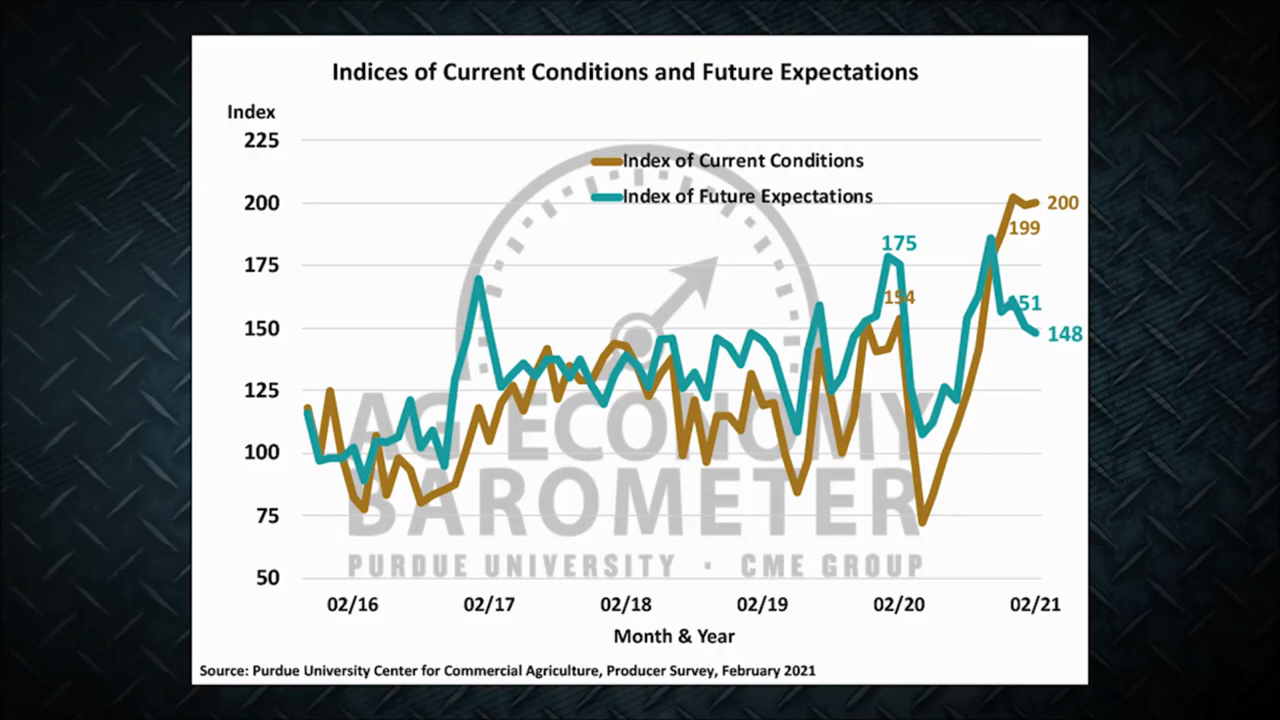 Indices of Current Conditions and Future Expectations
Index
225
200
175
150
125
100
75
50
Index of Current Conditions
Index of Future Expectations
175
154
200
199
151
148
AG ECONOMY
BAROMETER
PURDUE UNIVERSITY · CME GROUP
02/16 02/17 02/18 02/19 02/20 02/21
Month & Year
Source: Purdue University Center for Commercial Agriculture, Producer Survey, February 2021